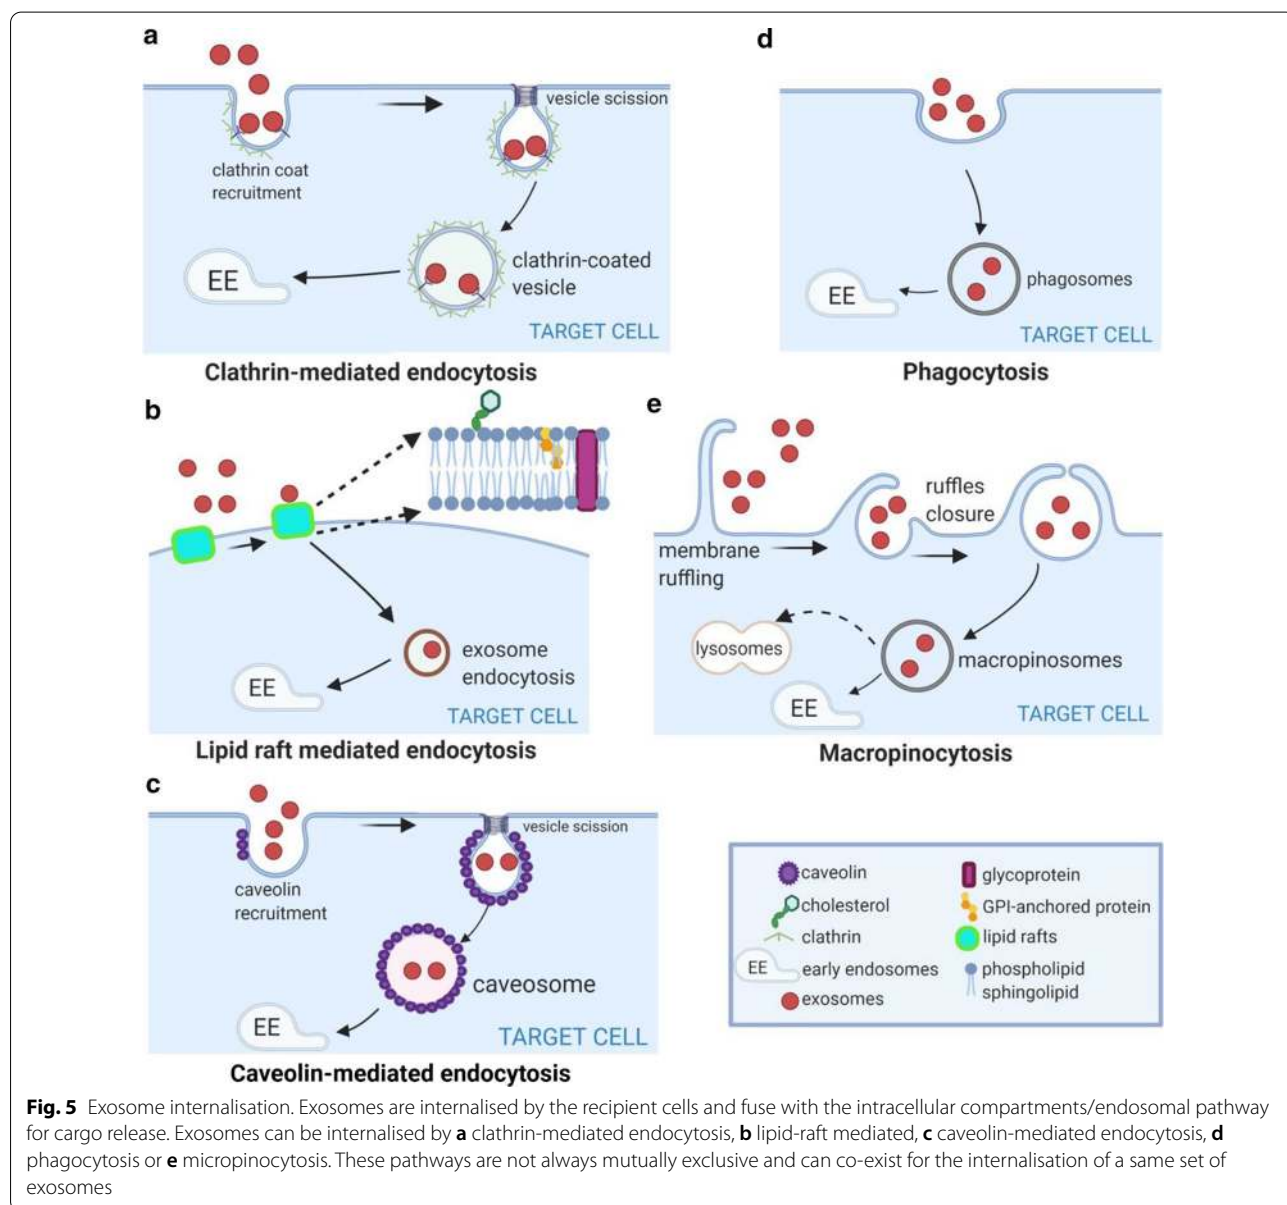 a
vesicle scission
clathrin coat
recruitment
EE
clathrin-coated
vesicle
TARGET CELL
Clathrin-mediated endocytosis
d
phagosomes
EE
TARGET CELL
Phagocytosis
b
exosome
endocytosis
EE
TARGET CELL
Lipid raft mediated endocytosis
e
ruffles
closure
membrane
ruffling
lysosomes
macropinosomes
EE
TARGET CELL
Macropinocytosis
c
vesicle scission
caveolin
recruitment
caveosome
EE
TARGET CELL
Caveolin-mediated endocytosis
caveolin
cholesterol
clathrin
EE early endosomes
exosomes
glycoprotein
GPI-anchored protein
lipid rafts
phospholipid
sphingolipid
Fig. 5 Exosome internalisation. Exosomes are internalised by the recipient cells and fuse with the intracellular compartments/endosomal pathway
for cargo release. Exosomes can be internalised by a clathrin-mediated endocytosis, b lipid-raft mediated, c caveolin-mediated endocytosis, d
phagocytosis or e micropinocytosis. These pathways are not always mutually exclusive and can co-exist for the internalisation of a same set of
exosomes